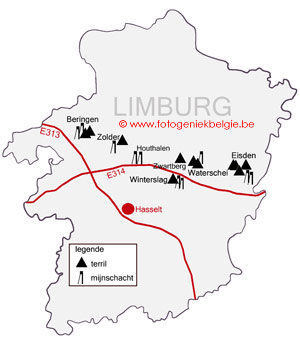 LIMBURG
© www.fotogeniekbelgie.be
Beringen
E313
Zolder
Houthalen
Zwartberg
Eisden
E314
Waterschei
Winterslag
Hasselt
legende
terril
mijnschacht